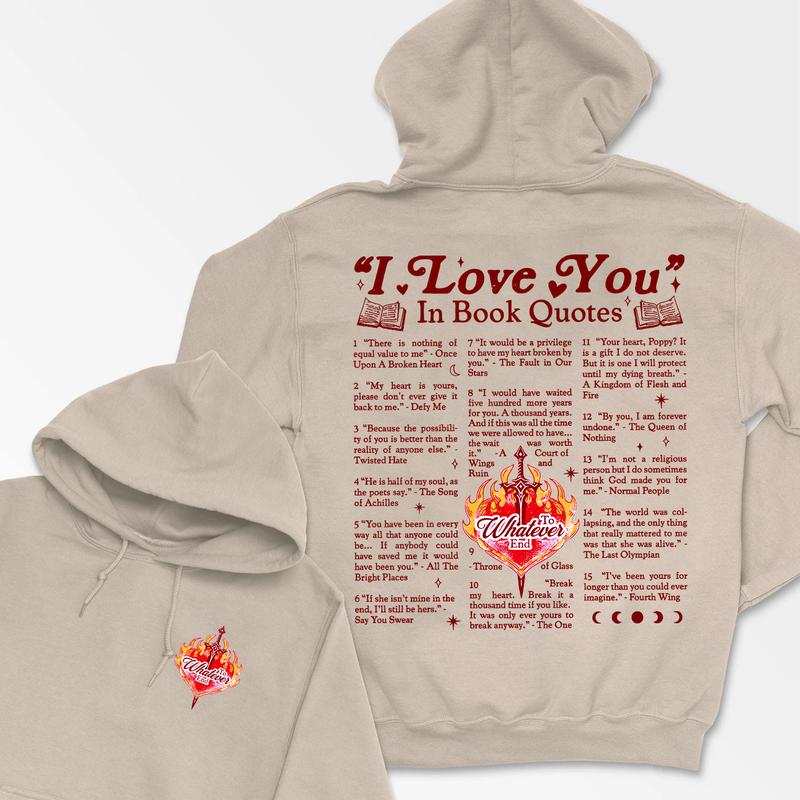 “I Love You”
In Book Quotes
1 “There is nothing of
equal value to me” - Once
Upon A Broken Heart
2 “My heart is yours,
please don't ever give it
back to me.” - Defy Me
3 “Because the possibili-
ty of you is better than the
reality of anyone else.” -
Twisted Hate
4 “He is half of my soul, as
the poets say.” - The Song
of Achilles
5 “You have been in every
way all that anyone could
be... If anybody could
have saved me it would
have been you.” - All The
Bright Places
6 “If she isn't mine in the
end, I'll still be hers.” -
Say You Swear
7 “It would be a privilege
to have my heart broken by
you.” - The Fault in Our
Stars
8 “I would have waited
five hundred more years
for you. A thousand years.
And if this was all the time
we were allowed to have...
the wait was worth
it.” -A Court of
Wings and
Ruin
9
To
Whatever
End
-Throne of Glass
10 “Break
my heart. Break it a
thousand time if you like.
It was only ever yours to
break anyway.” - The One
11 “Your heart, Poppy? It
is a gift I do not deserve.
But it is one I will protect
until my dying breath.” -
A Kingdom of Flesh and
Fire
12 “By you, I am forever
undone.” - The Queen of
Nothing
13 “I'm not a religious
person but I do sometimes
think God made you for
me.” - Normal People
14 “The world was col-
lapsing, and the only thing
that really mattered to me
was that she was alive.” -
The Last Olympian
15 “I've been yours for
longer than you could ever
imagine.” - Fourth Wing
To
Whatever
End